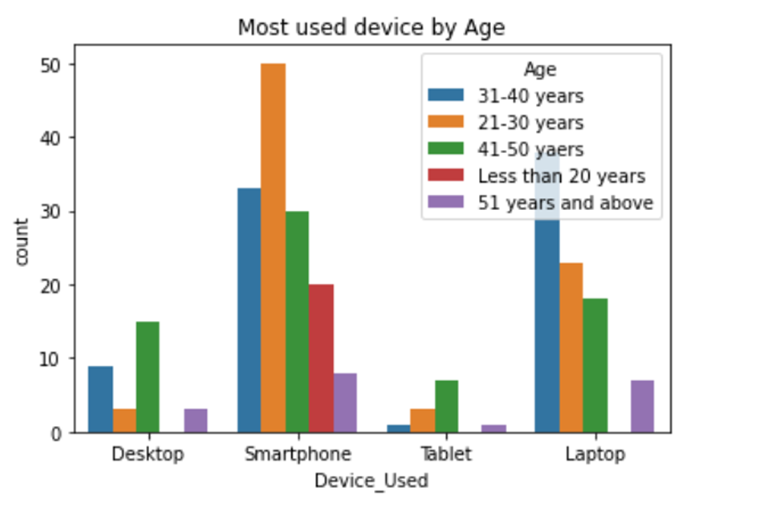 Most used device by Age
Age
31-40 years
21-30 years
41-50 yaers
Less than 20 years
51 years and above
count
50
40
30
20
10
0
Desktop Smartphone Tablet Laptop
Device_Used